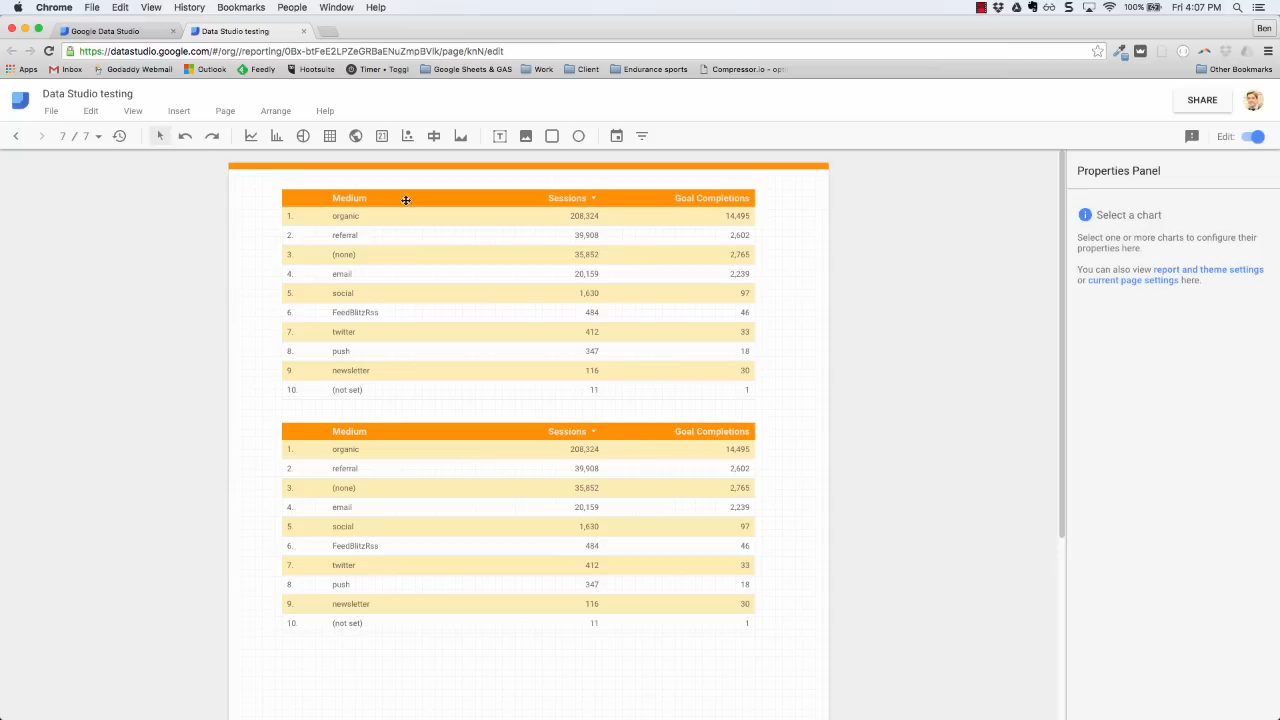 Chrome File Edit View History Bookmarks People Window Help 100% Fri 4:07 PM
Google Data Studio Data Studio testing Ben
https://datastudio.google.com/#/org//reporting/0Bx-btFeE2LPZeGRBaENuZmpBVlk/page/knN/edit
Apps Inbox Godaddy Webmail Outlook Feedly Hootsuite Timer • Toggl Google Sheets & GAS Work Client Endurance sports Compressor.io – Other Bookmarks
Data Studio testing
SHARE
File Edit View Insert Page Arrange Help
7 / 7 Edit:
Properties Panel
Medium Sessions Goal Completions
1. organic 208,324 14,495
2. referral 39,908 2,602
3. (none) 35,852 2,765
4. email 20,159 2,239
5. social 1,630 97
6. FeedBlitzRss 484 46
7. twitter 412 33
8. push 347 18
9. newsletter 116 30
10. (not set) 11 1
Medium Sessions Goal Completions
1. organic 208,324 14,495
2. referral 39,908 2,602
3. (none) 35,852 2,765
4. email 20,159 2,239
5. social 1,630 97
6. FeedBlitzRss 484 46
7. twitter 412 33
8. push 347 18
9. newsletter 116 30
10. (not set) 11 1
Select a chart
Select one or more charts to configure their
properties here.
You can also view report and theme settings
or current page settings here.